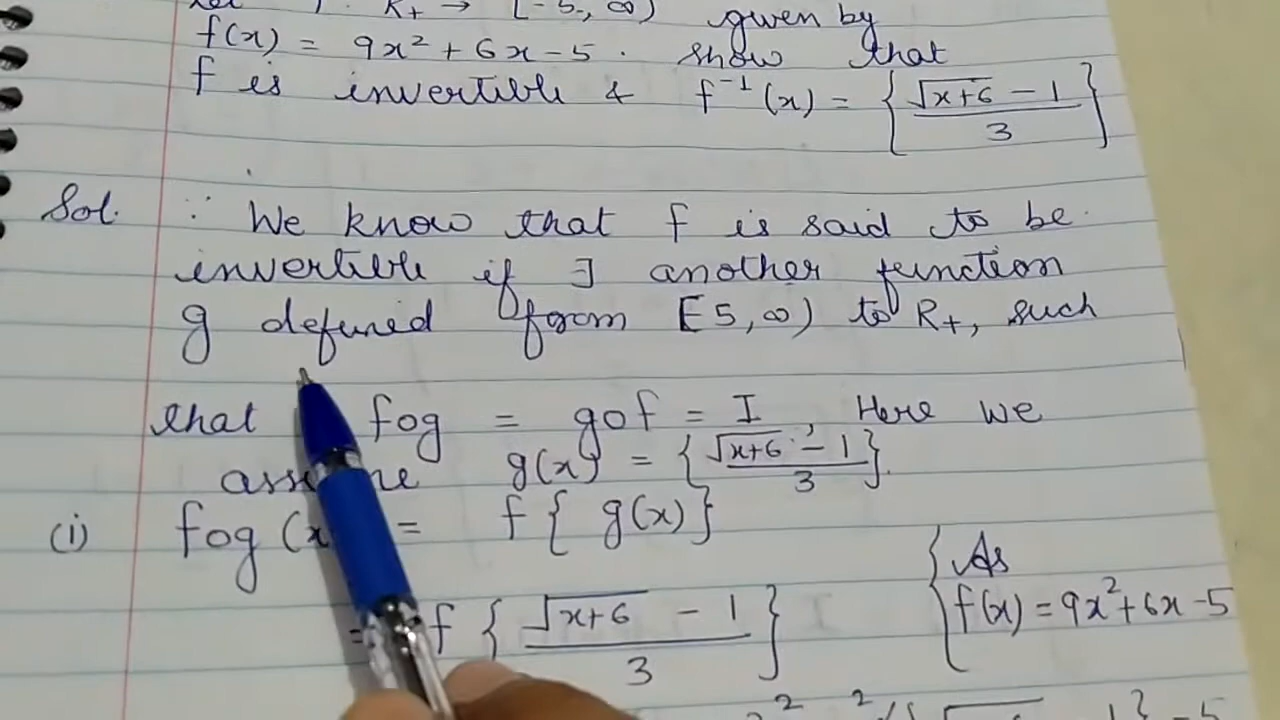 Let f: R+ → [-5, ∞) given by
f(x) = 9x² + 6x - 5 . show that
f is invertible & f⁻¹(x) = {(√x+6 - 1)/3}
Sol. ∵ We know that f is said to be
invertible if ∃ another function
g defined from [5, ∞) to R+, such
that fog = gof = I, Here we
assume g(x) = {(√x+6 - 1)/3}.
(i) fog (x) = f{ g(x)}
= f {(√x+6 - 1)/3}
{As
f(x) = 9x²+6x-5